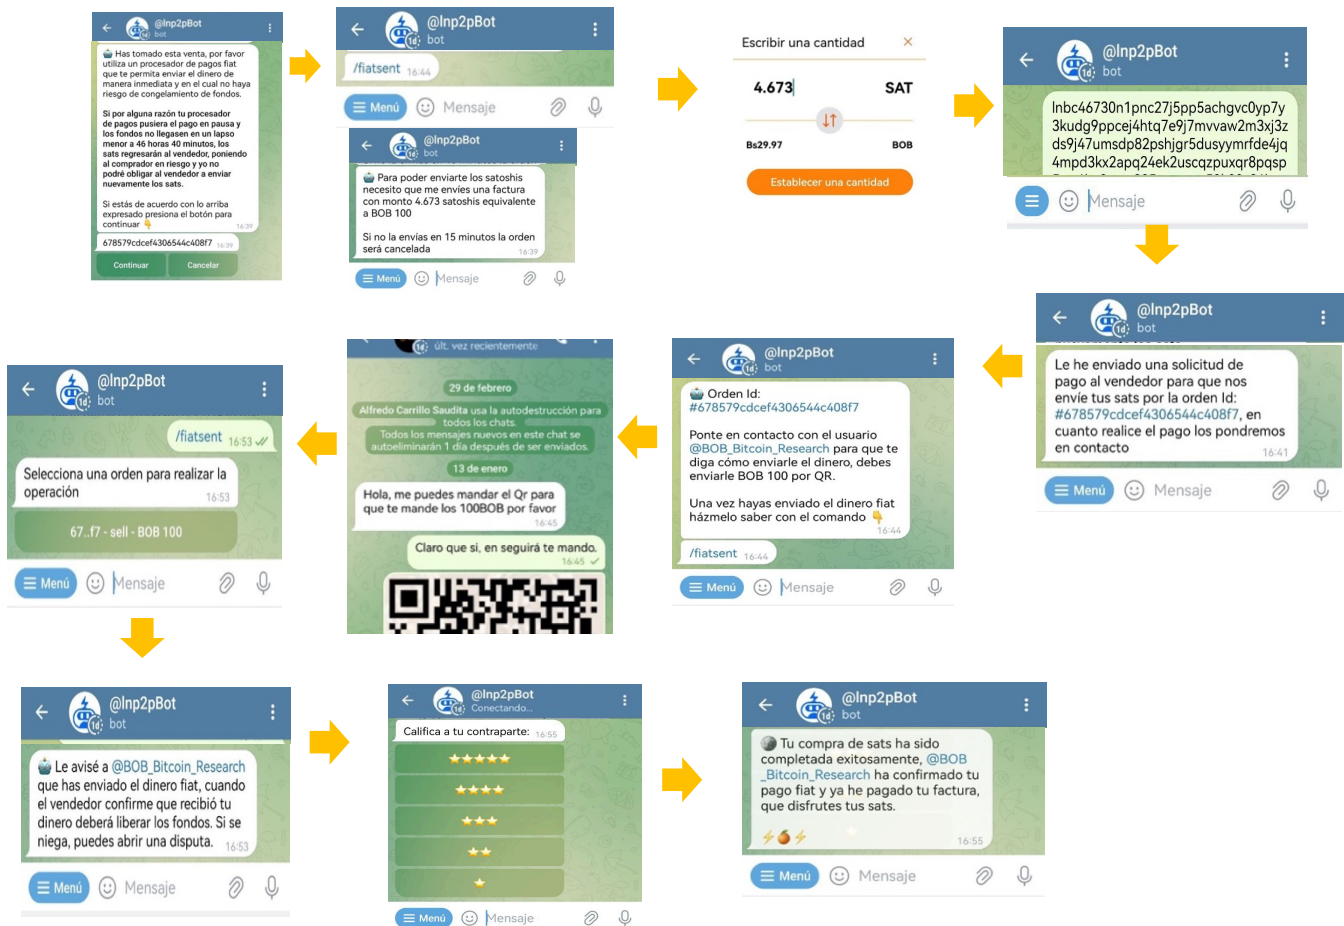 @lnp2pBot
bot
Has tomado esta venta, por favor
utiliza un procesador de pagos fiat
que te permita enviar el dinero de
manera inmediata y en el cual no haya
riesgo de congelamiento de fondos.
Si por alguna razón tu procesador
de pagos pusiera el pago en pausa y
los fondos no llegasen en un lapso
menor a 46 horas 40 minutos, los
sats regresarán al vendedor, poniendo
al comprador en riesgo y yo no
podré obligar al vendedor a enviar
nuevamente los sats.
Si estás de acuerdo con lo arriba
expresado presiona el botón para
continuar 👇
16:39
678579cdcef4306544c408f7 16:39
Continuar Cancelar
@lnp2pBot
1d bot
/fiatsent 16:44
Menú Mensaje
@lnp2pBot
1d bot
Para poder enviarte los satoshis
necesito que me envíes una factura
con monto 4.673 satoshis equivalente
a BOB 100
Si no la envías en 15 minutos la orden
será cancelada
16:39
Menú Mensaje
Escribir una cantidad ×
4.673 SAT
Bs29.97 BOB
Establecer una cantidad
@lnp2pBot
1d bot
lnbc46730n1pnc27j5pp5achgvc0yp7y
3kudg9ppcej4htq7e9j7mvvaw2m3xj3z
ds9j47umsdp82pshjgr5dusyymrfde4jq
4mpd3kx2apq24ek2uscqzpuxqr8pqsp
Mensaje
@lnp2pBot
1d bot
Le he enviado una solicitud de
pago al vendedor para que nos
envíe tus sats por la orden Id:
#678579cdcef4306544c408f7, en
cuanto realice el pago los pondremos
en contacto
16:41
Menú Mensaje
@lnp2pBot
1d bot
Orden Id:
#678579cdcef4306544c408f7
Ponte en contacto con el usuario
@BOB_Bitcoin_Research para que te
diga cómo enviarle el dinero, debes
enviarle BOB 100 por QR.
Una vez hayas enviado el dinero fiat
házmelo saber con el comando 👇
16:44
/fiatsent 16:44
Menú Mensaje
1d últ. vez recientemente
29 de febrero
Alfredo Carrillo Saudita usa la autodestrucción para
todos los chats.
Todos los mensajes nuevos en este chat se
autoeliminarán 1 día después de ser enviados.
13 de enero
Hola, me puedes mandar el Qr para
que te mande los 100BOB por favor
16:45
Claro que si, en seguirá te mando.
16:45
@lnp2pBot
1d bot
/fiatsent 16:53
Selecciona una orden para realizar la
operación
16:53
67..f7 - sell - BOB 100
Menú Mensaje
@lnp2pBot
1d bot
Le avisé a @BOB_Bitcoin_Research
que has enviado el dinero fiat, cuando
el vendedor confirme que recibió tu
dinero deberá liberar los fondos. Si se
niega, puedes abrir una disputa.
16:53
Menú Mensaje
@lnp2pBot
1d Conectando...
Califica a tu contraparte: 16:55
⭐⭐⭐⭐⭐
⭐⭐⭐⭐
⭐⭐⭐
⭐⭐
⭐
Menú Mensaje
@lnp2pBot
1d bot
Tu compra de sats ha sido
completada exitosamente, @BOB
_Bitcoin_Research ha confirmado tu
pago fiat y ya he pagado tu factura,
que disfrutes tus sats.
⚡🍊⚡
16:55
Menú Mensaje